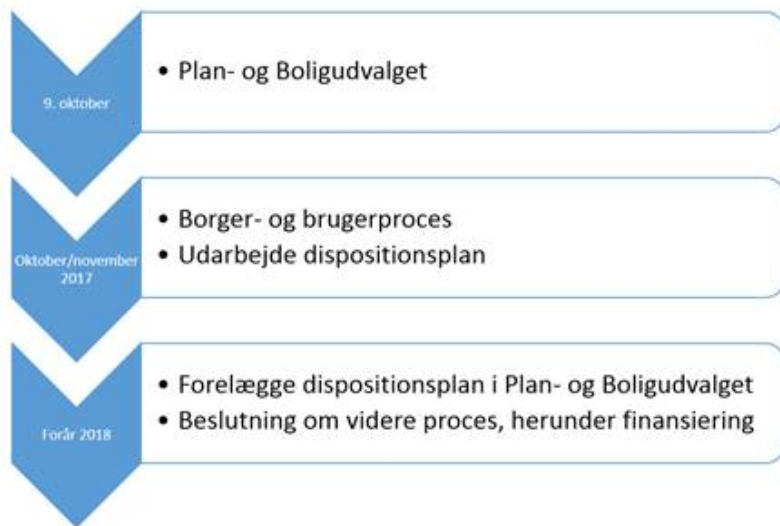 9. oktober
• Plan- og Boligudvalget
Oktober/november
2017
• Borger- og brugerproces
• Udarbejde dispositionsplan
Forår 2018
• Forelægge dispositionsplan i Plan- og Boligudvalget
• Beslutning om videre proces, herunder finansiering